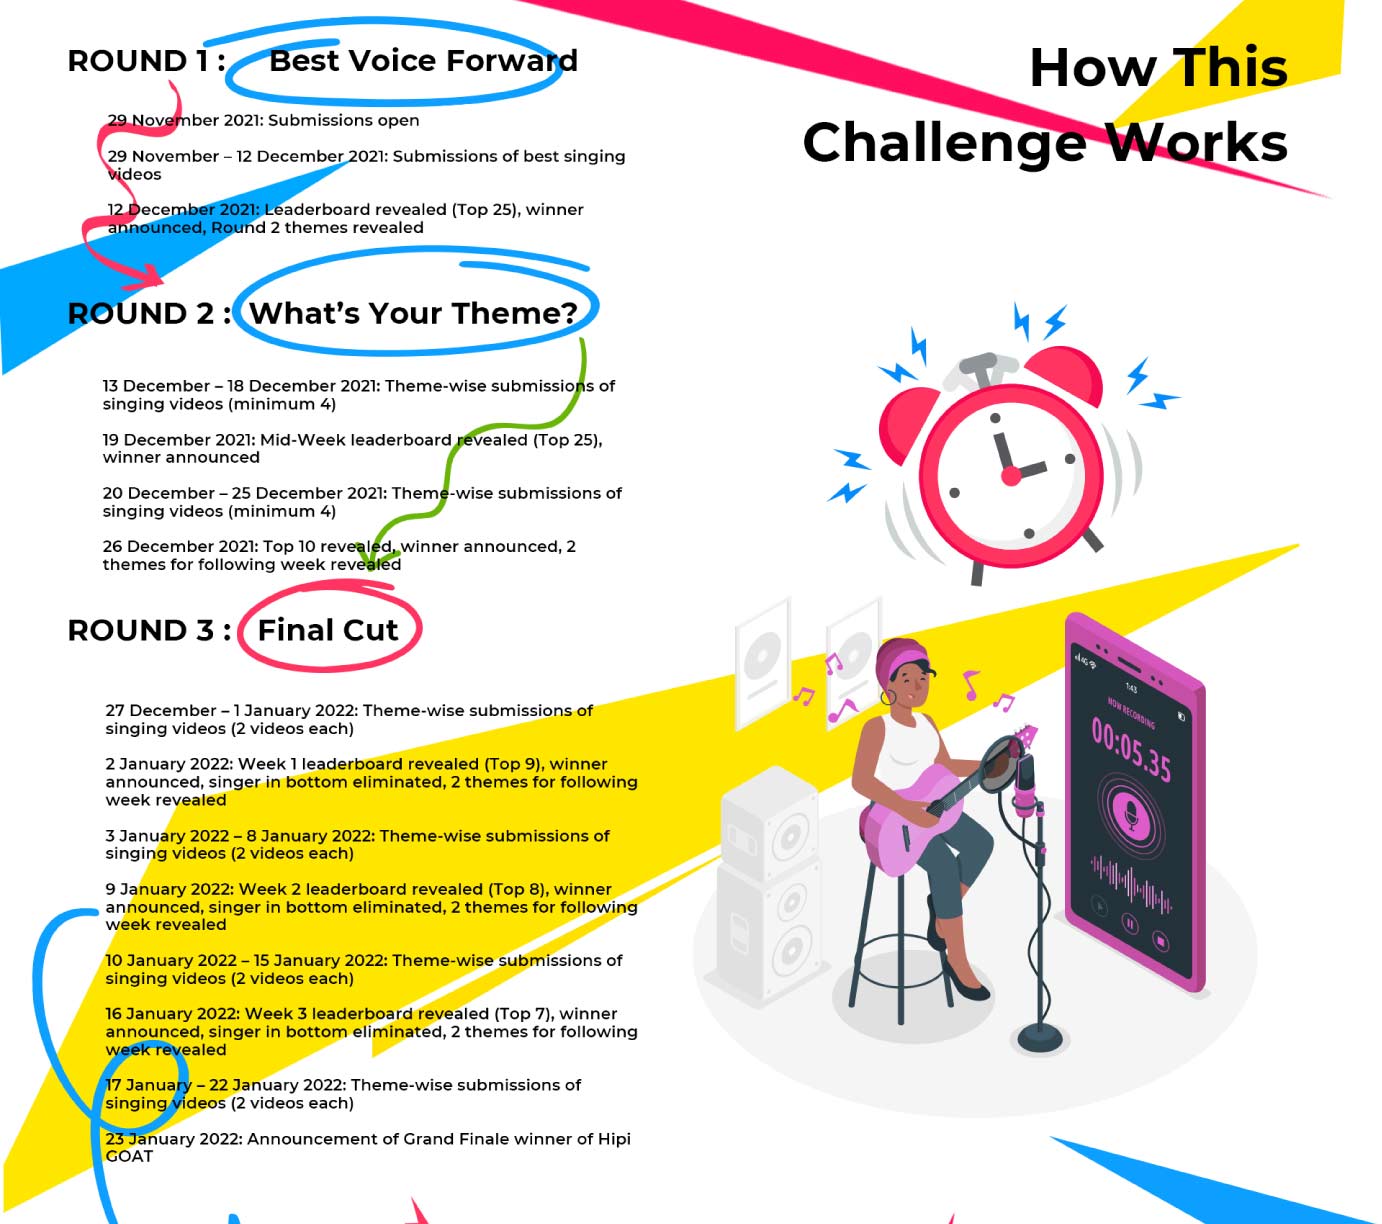 How This
Challenge Works
ROUND 1 : Best Voice Forward
29 November 2021: Submissions open
29 November – 12 December 2021: Submissions of best singing
videos
12 December 2021: Leaderboard revealed (Top 25), winner
announced, Round 2 themes revealed
ROUND 2 : What's Your Theme?
13 December – 18 December 2021: Theme-wise submissions of
singing videos (minimum 4)
19 December 2021: Mid-Week leaderboard revealed (Top 25),
winner announced
20 December – 25 December 2021: Theme-wise submissions of
singing videos (minimum 4)
26 December 2021: Top 10 revealed, winner announced, 2
themes for following week revealed
ROUND 3 : Final Cut
27 December – 1 January 2022: Theme-wise submissions of
singing videos (2 videos each)
2 January 2022: Week 1 leaderboard revealed (Top 9), winner
announced, singer in bottom eliminated, 2 themes for following
week revealed
3 January 2022 – 8 January 2022: Theme-wise submissions of
singing videos (2 videos each)
9 January 2022: Week 2 leaderboard revealed (Top 8), winner
announced, singer in bottom eliminated, 2 themes for following
week revealed
10 January 2022 – 15 January 2022: Theme-wise submissions of
singing videos (2 videos each)
16 January 2022: Week 3 leaderboard revealed (Top 7), winner
announced, singer in bottom eliminated, 2 themes for following
week revealed
17 January – 22 January 2022: Theme-wise submissions of
singing videos (2 videos each)
23 January 2022: Announcement of Grand Finale winner of Hipi
GOAT
4G
1:43
NOW RECORDING
00:05.35